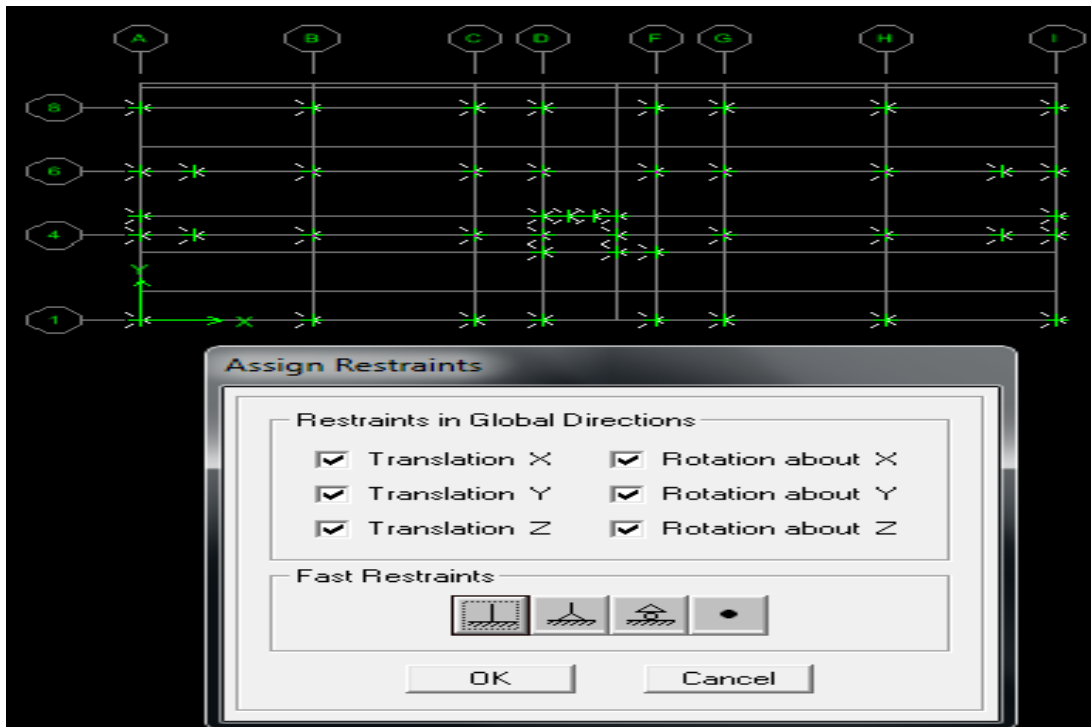 A B C D F G H I
8
6
4
Y
X
1
Assign Restraints
Restraints in Global Directions
Translation X Rotation about X
Translation Y Rotation about Y
Translation Z Rotation about Z
Fast Restraints
OK Cancel